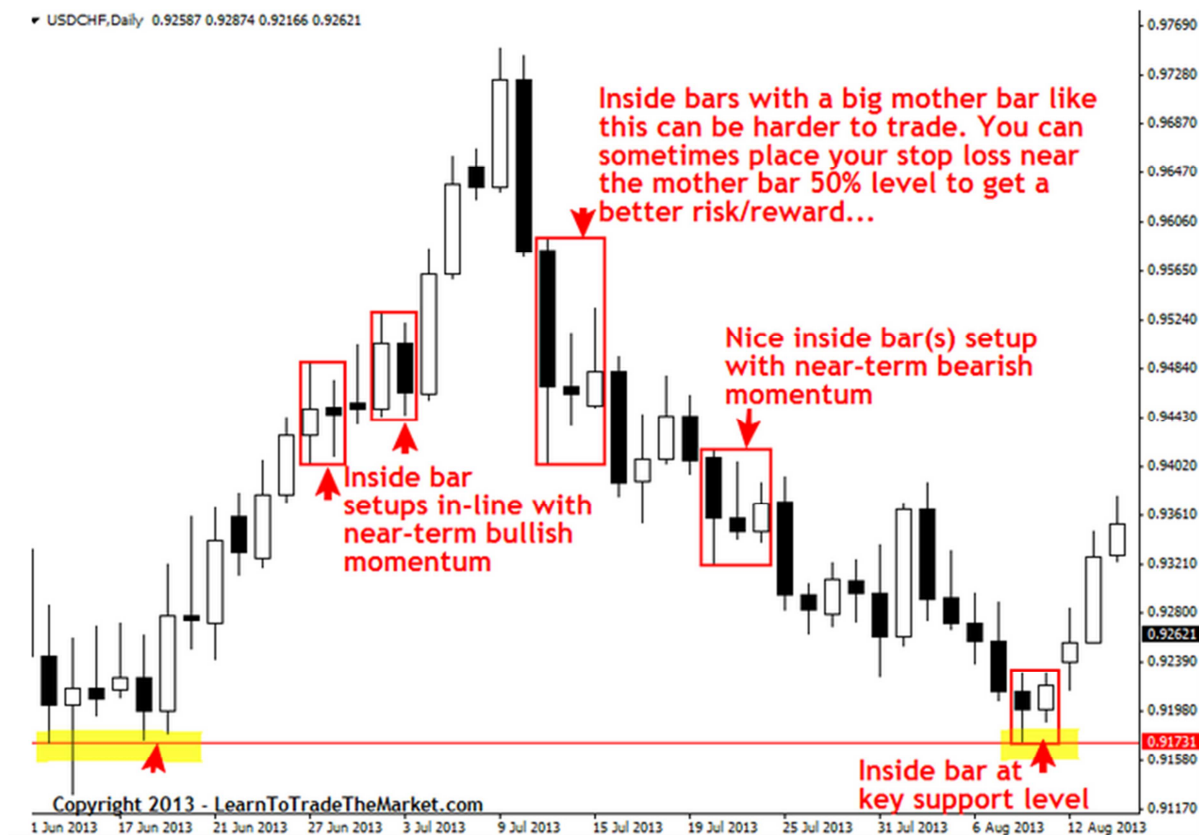 USDCHF,Daily 0.92587 0.92874 0.92166 0.92621
Inside bars with a big mother bar like
this can be harder to trade. You can
sometimes place your stop loss near
the mother bar 50% level to get a
better risk/reward...
Nice inside bar(s) setup
with near-term bearish
momentum
Inside bar
setups in-line with
near-term bullish
momentum
Inside bar at
key support level
Copyright 2013 - LearnToTradeTheMarket.com
0.97690
0.97280
0.96870
0.96470
0.96060
0.95650
0.95240
0.94840
0.94430
0.94020
0.93610
0.93210
0.92800
0.92621
0.92390
0.91980
0.91731
0.91580
0.91170
1 Jun 2013 17 Jun 2013 21 Jun 2013 27 Jun 2013 3 Jul 2013 9 Jul 2013 15 Jul 2013 19 Jul 2013 25 Jul 2013 31 Jul 2013 6 Aug 2013 12 Aug 2013